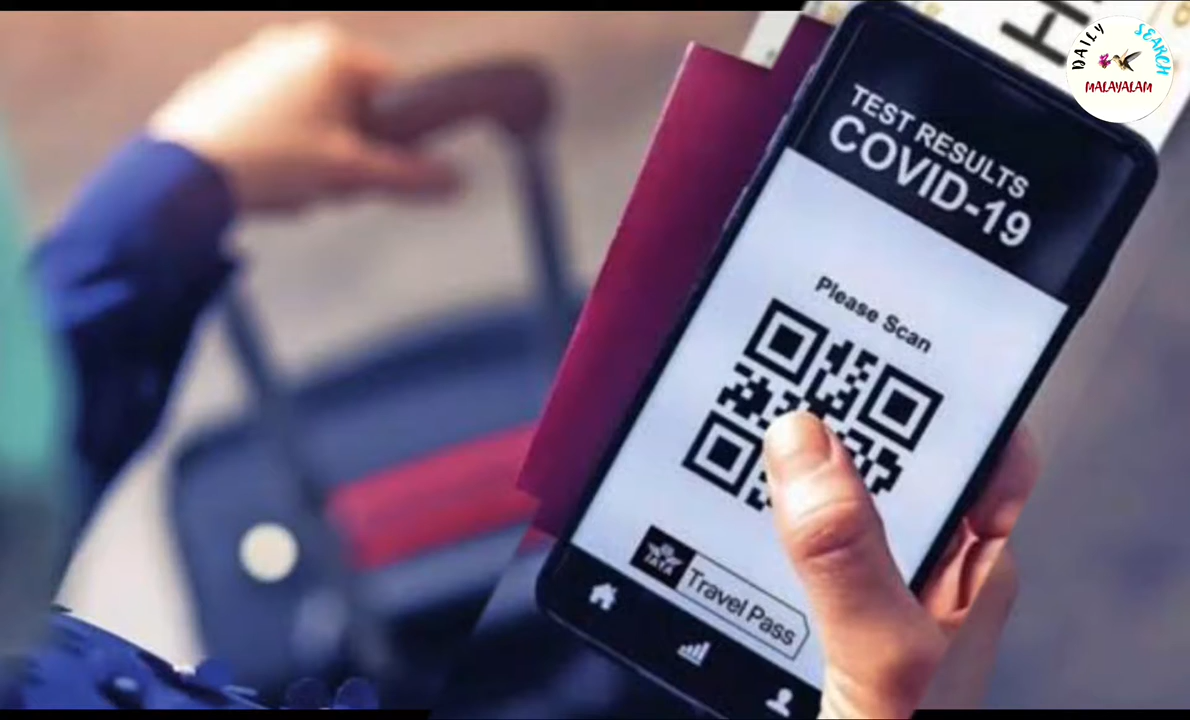 H
DAILY
SEARCH
MALAYALAM
TEST RESULTS
COVID-19
Please Scan
IATA
Travel Pass